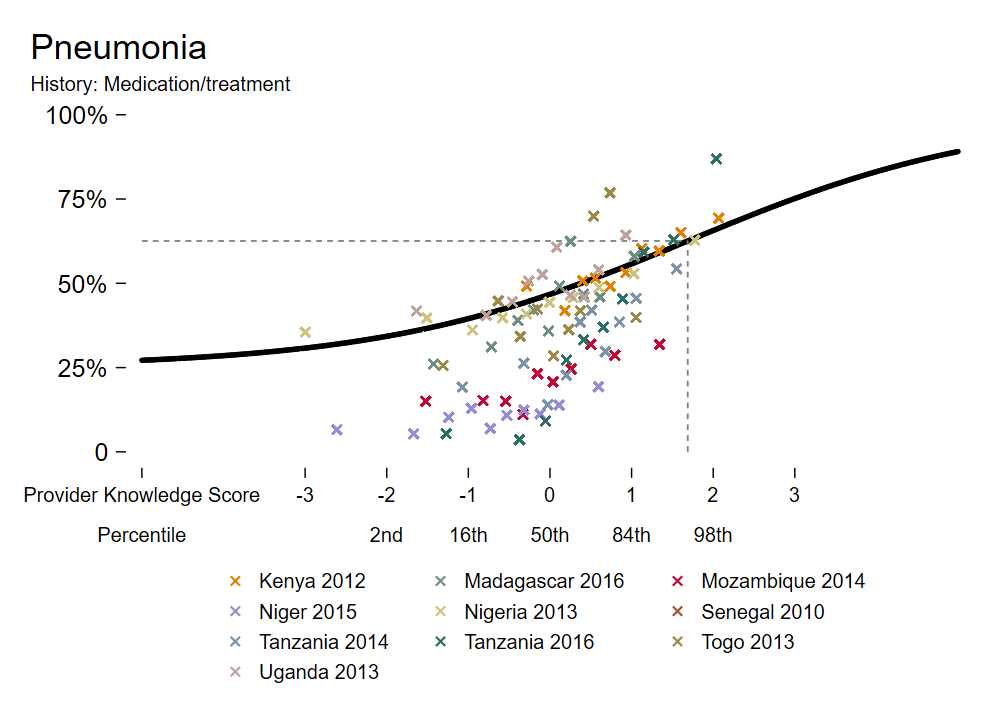 Pneumonia
History: Medication/treatment
100%
75%
50%
25%
0
Provider Knowledge Score -3 -2 -1 0 1 2 3
Percentile 2nd 16th 50th 84th 98th
Kenya 2012 Madagascar 2016 Mozambique 2014
Niger 2015 Nigeria 2013 Senegal 2010
Tanzania 2014 Tanzania 2016 Togo 2013
Uganda 2013